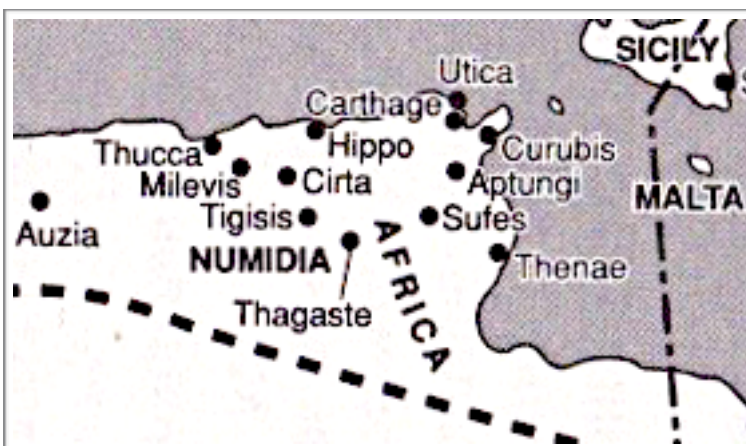 SICILY
S
Utica
Carthage
Thucca
Hippo
Curubis
Milevis
Cirta
Aptungi
MALTA
Tigisis
Sufes
Auzia
NUMIDIA
AFRICA
Thenae
Thagaste